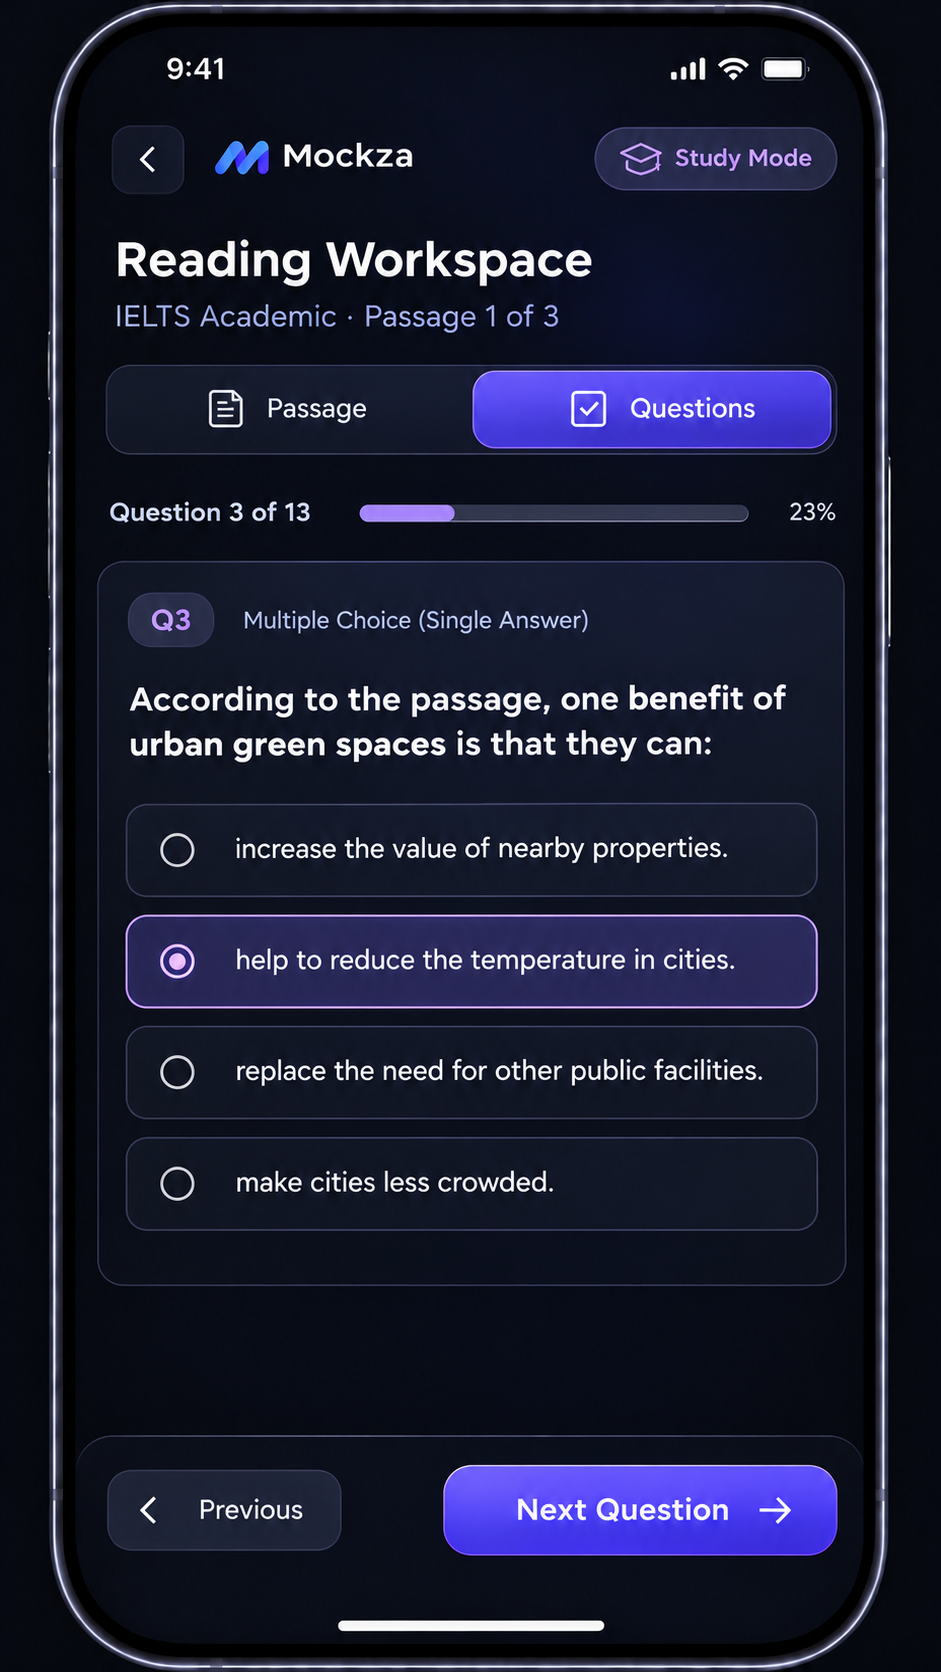 9:41
Mockza
Study Mode
Reading Workspace
IELTS Academic · Passage 1 of 3
Passage
Questions
Question 3 of 13
23%
Q3
Multiple Choice (Single Answer)
According to the passage, one benefit of
urban green spaces is that they can:
increase the value of nearby properties.
help to reduce the temperature in cities.
replace the need for other public facilities.
make cities less crowded.
Previous
Next Question